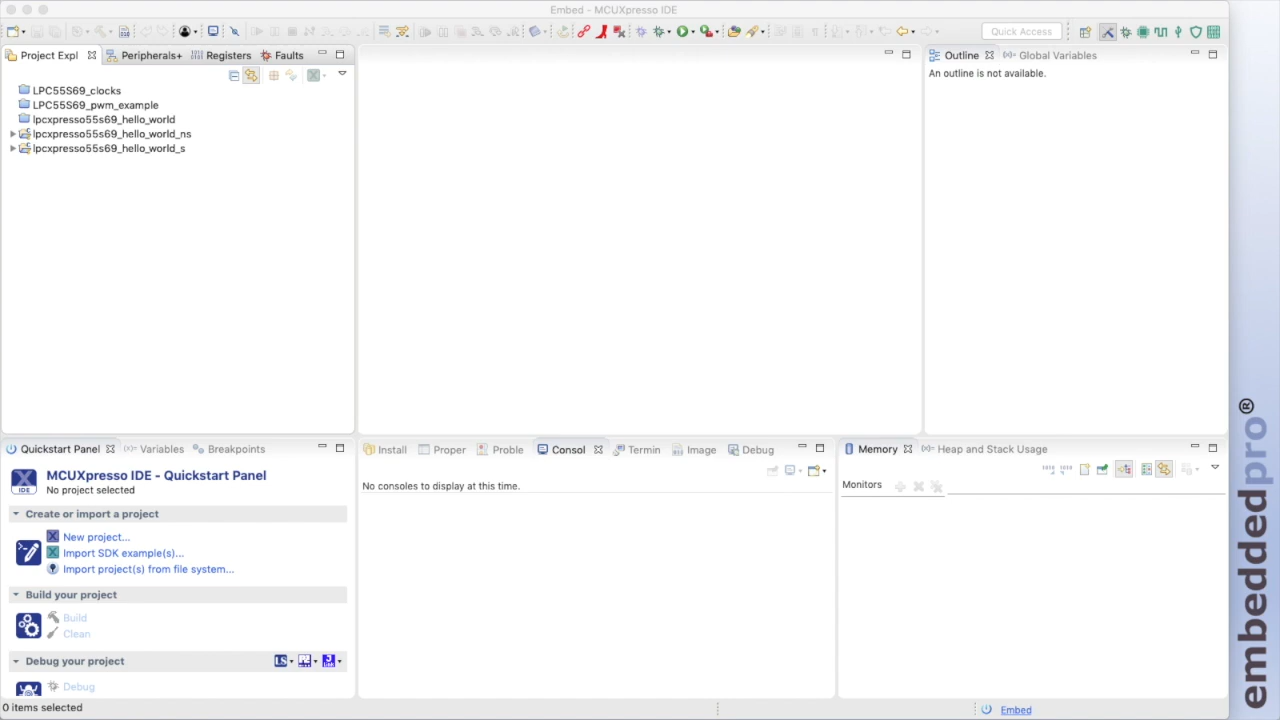 Embed - MCUXpresso IDE
Quick Access
Project Expl
Peripherals+
Registers
Faults
Outline
Global Variables
An outline is not available.
LPC55S69_clocks
LPC55S69_pwm_example
lpcxpresso55s69_hello_world
lpcxpresso55s69_hello_world_ns
lpcxpresso55s69_hello_world_s
Quickstart Panel
Variables
Breakpoints
Install
Proper
Proble
Consol
Termin
Image
Debug
Memory
Heap and Stack Usage
MCUXpresso IDE - Quickstart Panel
No project selected
IDE
No consoles to display at this time.
Monitors
Create or import a project
New project...
Import SDK example(s)...
Import project(s) from file system...
Build your project
Build
Clean
Debug your project
LS
Debug
0 items selected
Embed
embeddedpro®